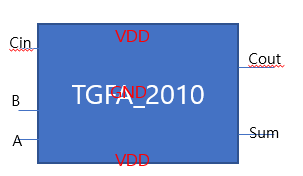 VDD
Cin
Cout
TGFA_2010
GND
B
Sum
A
VDD